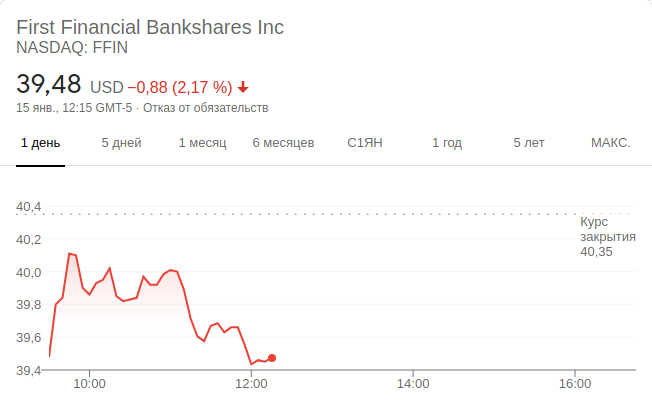 First Financial Bankshares Inc
NASDAQ: FFIN
39,48 USD −0,88 (2,17 %)
15 янв., 12:15 GMT-5 · Отказ от обязательств
1 день 5 дней 1 месяц 6 месяцев С1ЯН 1 год 5 лет МАКС.
40,4
Курс
закрытия
40,35
40,2
40,0
39,8
39,6
39,4
10:00 12:00 14:00 16:00